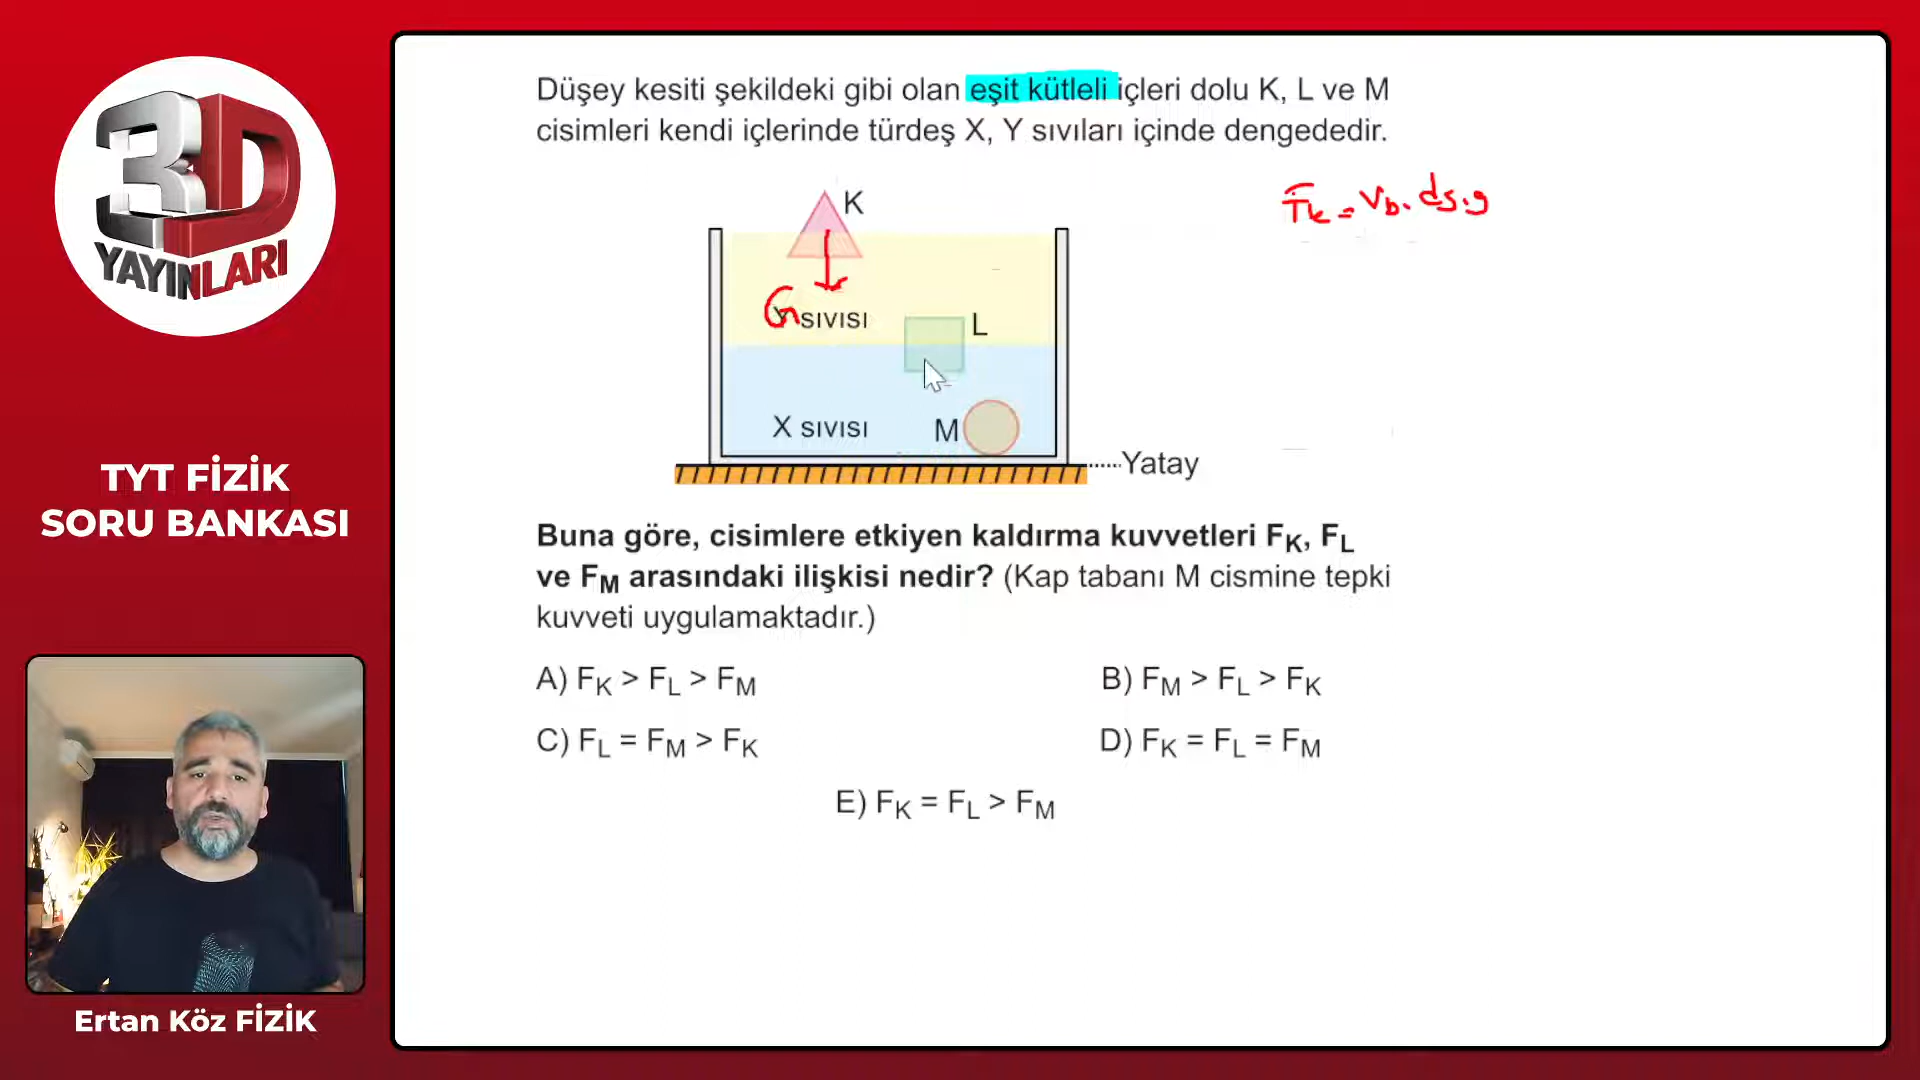 3D
YAYINLARI
TYT FİZİK
SORU BANKASI
Ertan Köz FİZİK
Düşey kesiti şekildeki gibi olan eşit kütleli içleri dolu K, L ve M
cisimleri kendi içlerinde türdeş X, Y sıvıları içinde dengededir.
Fk = Vb. ds.g
K
G
Y sıvısı
L
X sıvısı
M
Yatay
Buna göre, cisimlere etkiyen kaldırma kuvvetleri FK, FL
ve FM arasındaki ilişkisi nedir? (Kap tabanı M cismine tepki
kuvveti uygulamaktadır.)
A) FK > FL > FM
B) FM > FL > FK
C) FL = FM > FK
D) FK = FL = FM
E) FK = FL > FM